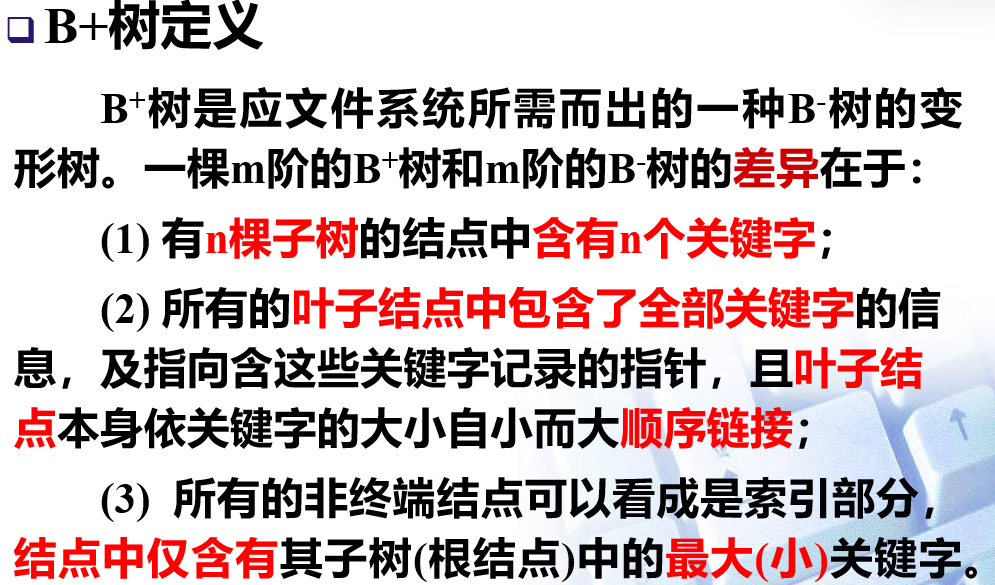 B+树定义
B⁺树是应文件系统所需而出的一种B⁻树的变
形树。一棵m阶的B⁺树和m阶的B⁻树的差异在于：
(1) 有n棵子树的结点中含有n个关键字；
(2) 所有的叶子结点中包含了全部关键字的信
息，及指向含这些关键字记录的指针，且叶子结
点本身依关键字的大小自小而大顺序链接；
(3) 所有的非终端结点可以看成是索引部分，
结点中仅含有其子树(根结点)中的最大(小)关键字。